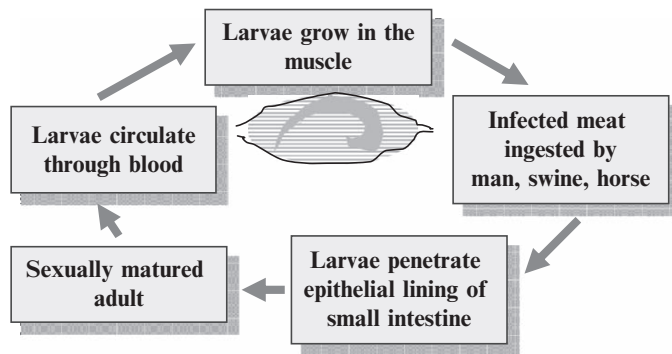 Larvae grow in the
muscle
Infected meat
ingested by
man, swine, horse
Larvae penetrate
epithelial lining of
small intestine
Sexually matured
adult
Larvae circulate
through blood